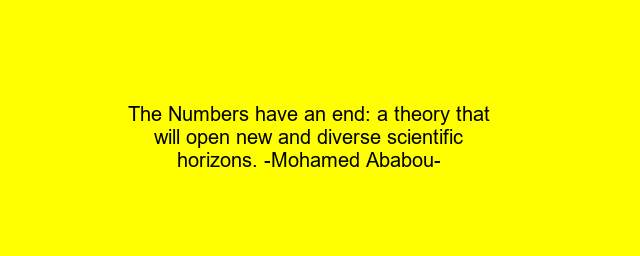 The Numbers have an end: a theory that
will open new and diverse scientific
horizons. -Mohamed Ababou-